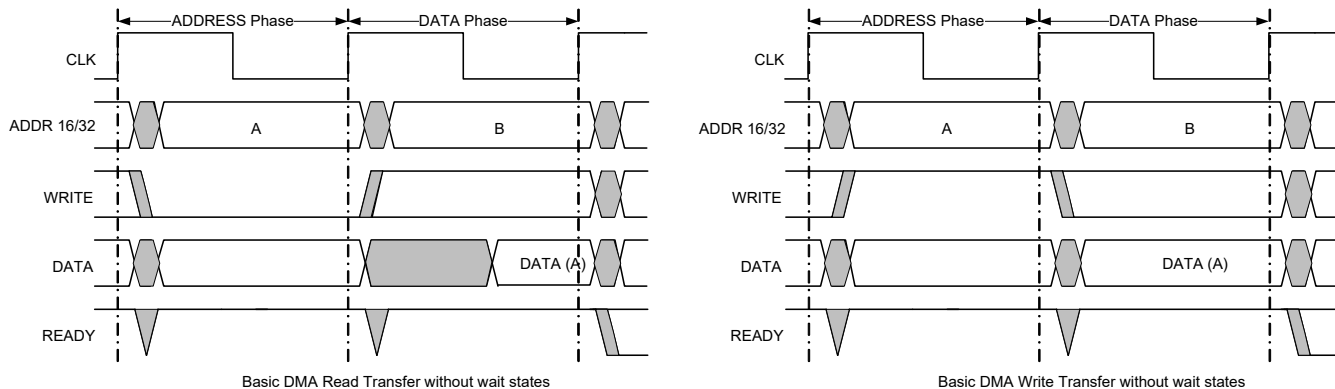 ADDRESS Phase
DATA Phase
CLK
ADDR 16/32
A
B
WRITE
DATA
DATA (A)
READY
Basic DMA Read Transfer without wait states
ADDRESS Phase
DATA Phase
CLK
ADDR 16/32
A
B
WRITE
DATA
DATA (A)
READY
Basic DMA Write Transfer without wait states